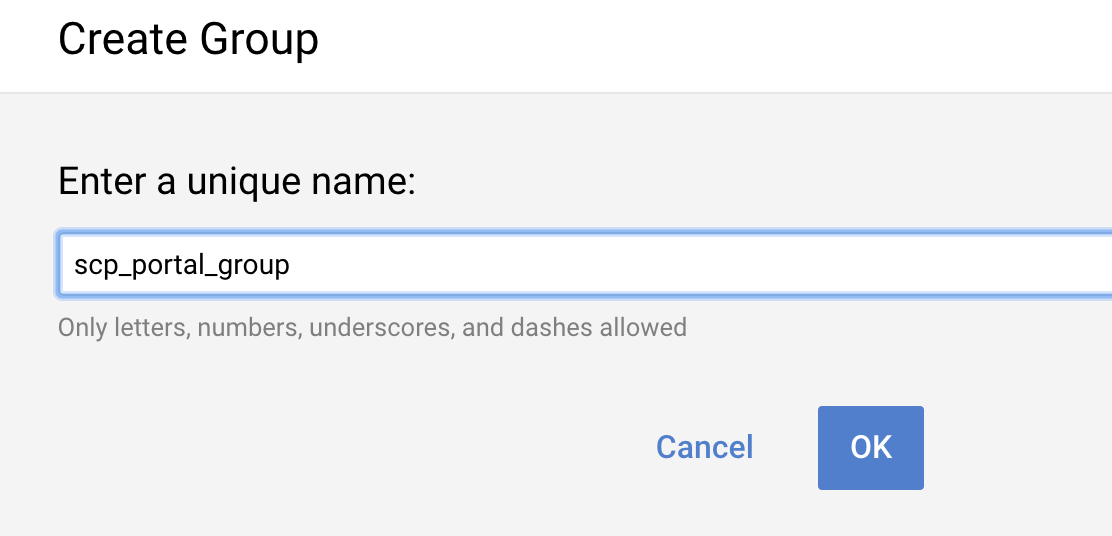 Create Group
Enter a unique name:
scp_portal_group
Only letters, numbers, underscores, and dashes allowed
Cancel OK